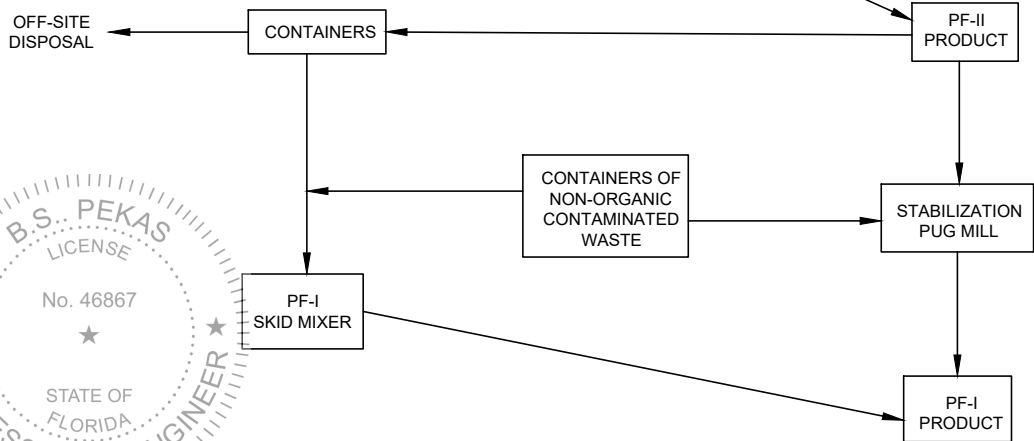 OFF-SITE
DISPOSAL
CONTAINERS
PF-II
PRODUCT
CONTAINERS OF
NON-ORGANIC
CONTAMINATED
WASTE
STABILIZATION
PUG MILL
B.S.. PEKAS
LICENSE
No. 46867
STATE OF
FLORIDA
ENGINEER
PF-I
SKID MIXER
PF-I
PRODUCT